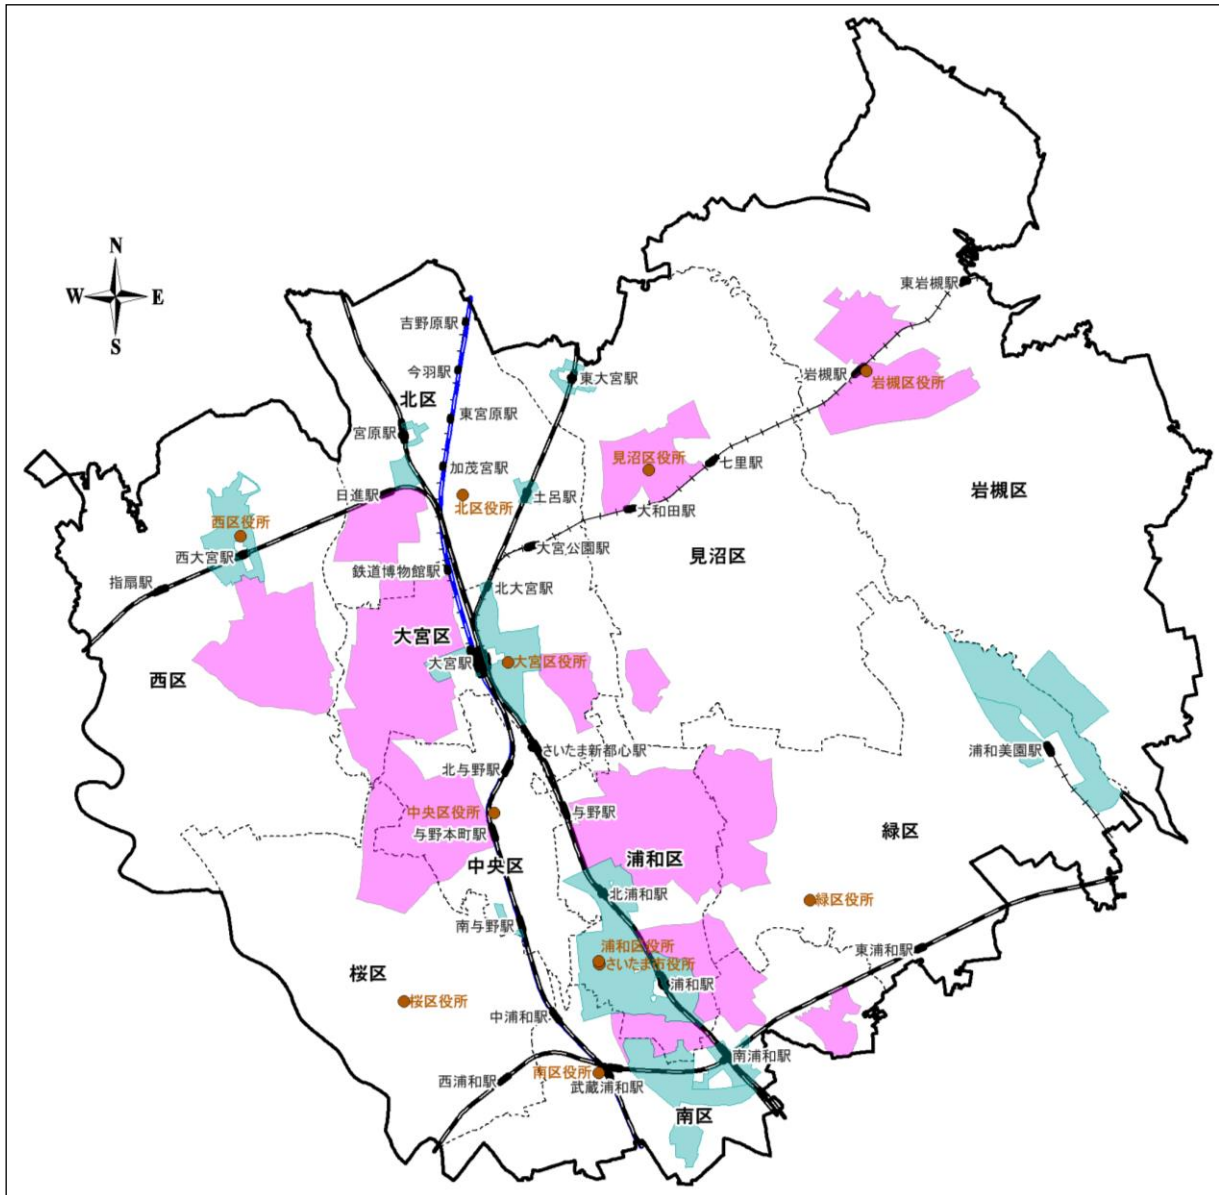 N
W
E
S
東岩槻駅
吉野原駅
今羽駅
東大宮駅
岩槻駅
岩槻区役所
北区
東宮原駅
宮原駅
加茂宮駅
見沼区役所
七里駅
日進駅
北区役所
土呂駅
岩槻区
大和田駅
西区役所
西大宮駅
大宮公園駅
見沼区
指扇駅
鉄道博物館駅
北大宮駅
大宮区
大宮駅
大宮区役所
西区
さいたま新都心駅
浦和美園駅
北与野駅
中央区役所
与野駅
与野本町駅
緑区
中央区
浦和区
北浦和駅
緑区役所
南与野駅
浦和区役所
さいたま市役所
東浦和駅
桜区
浦和駅
桜区役所
中浦和駅
南浦和駅
西浦和駅
南区役所
武蔵浦和駅
南区